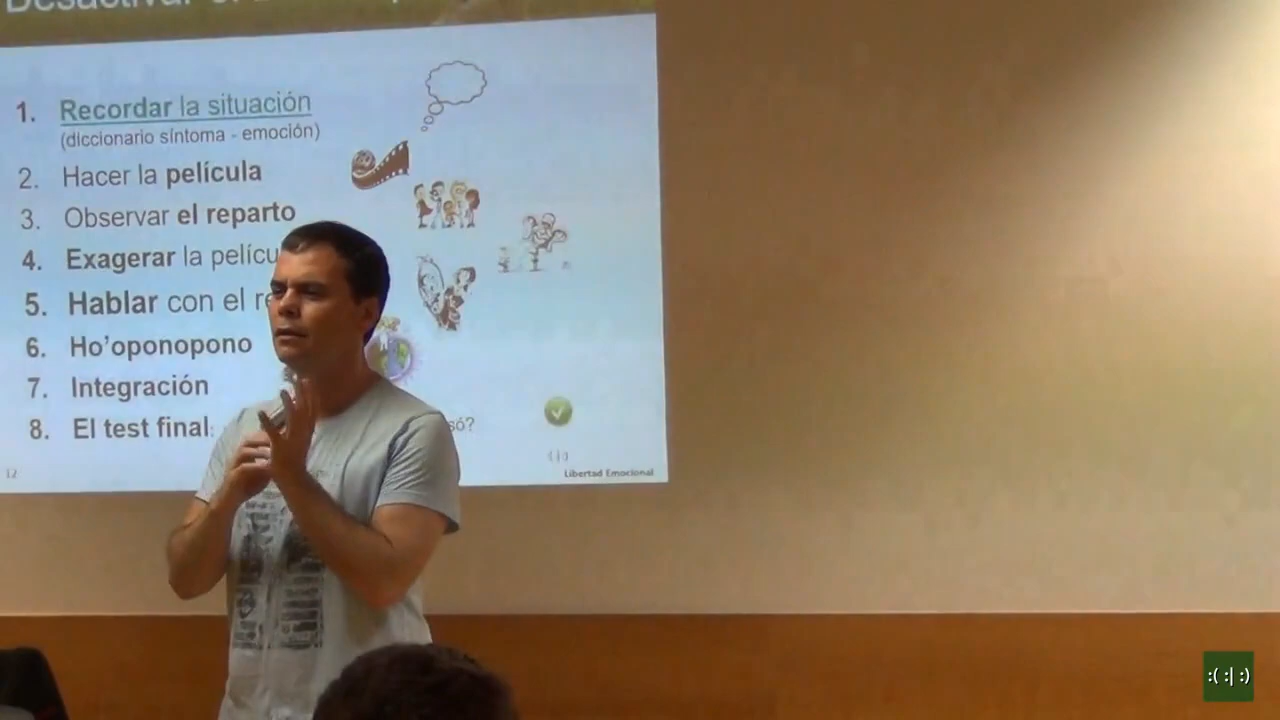 Desactivar
1. Recordar la situación
(diccionario síntoma - emoción)
2. Hacer la película
3. Observar el reparto
4. Exagerar la pelícu
5. Hablar con el re
6. Ho'oponopono
7. Integración
8. El test final: só?
12
Libertad Emocional
:( :| :)